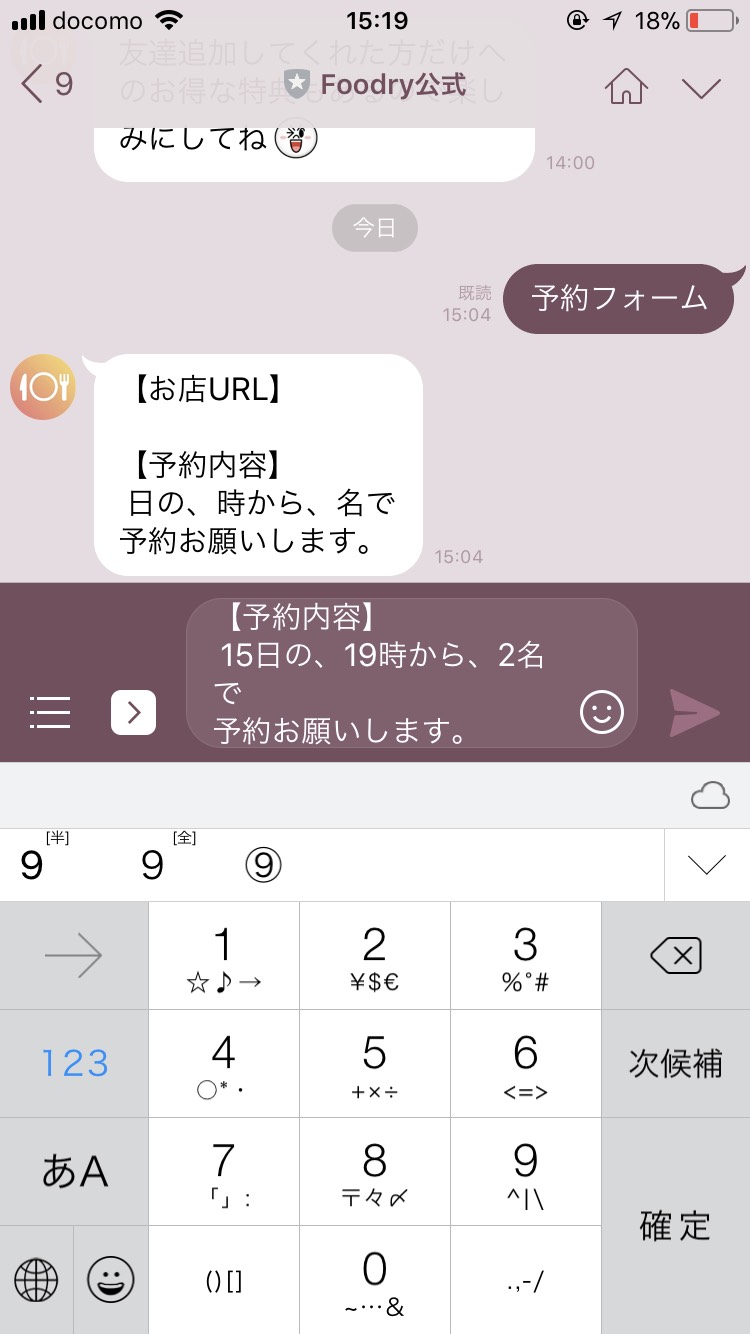 docomo 15:19 18%
友達追加してくれた方だけへ
9 Foodry公式
のお得な特典もあるので楽し
みにしてね
14:00
今日
既読
15:04
予約フォーム
【お店URL】
【予約内容】
日の、時から、名で
予約お願いします。
15:04
【予約内容】
15日の、19時から、2名
で
予約お願いします。
9[半] 9[全] ⑨
→ 1 2 3
☆♪→ ¥$€ %°#
123 4 5 6 次候補
○*・ +×÷ <=>
あA 7 8 9
「」: 〒々〆 ^|\
確定
()[] 0 .,-/
~…&